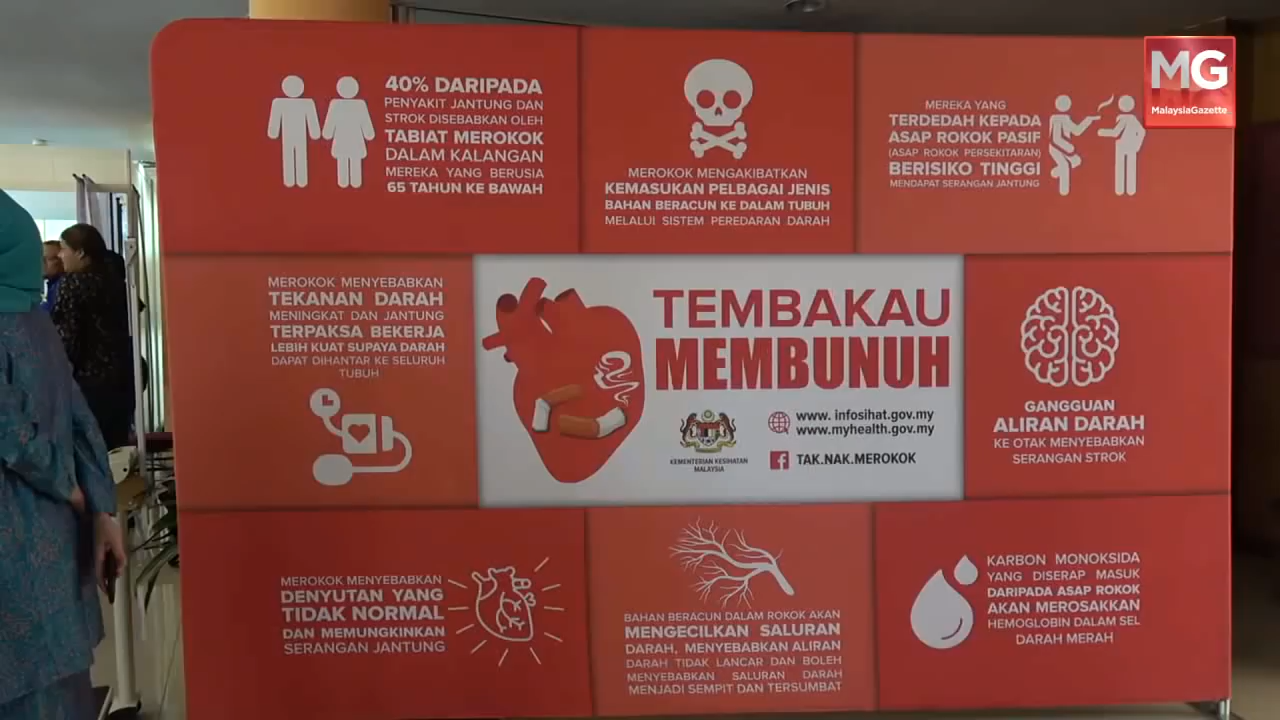 40% DARIPADA
PENYAKIT JANTUNG DAN
STROK DISEBABKAN OLEH
TABIAT MEROKOK
DALAM KALANGAN
MEREKA YANG BERUSIA
65 TAHUN KE BAWAH
MEROKOK MENGAKIBATKAN
KEMASUKAN PELBAGAI JENIS
BAHAN BERACUN KE DALAM TUBUH
MELALUI SISTEM PEREDARAN DARAH
MEREKA YANG
TERDEDAH KEPADA
ASAP ROKOK PASIF
(ASAP ROKOK PERSEKITARAN)
BERISIKO TINGGI
MENDAPAT SERANGAN JANTUNG
MG
MalaysiaGazette
MEROKOK MENYEBABKAN
TEKANAN DARAH
MENINGKAT DAN JANTUNG
TERPAKSA BEKERJA
LEBIH KUAT SUPAYA DARAH
DAPAT DIHANTAR KE SELURUH
TUBUH
TEMBAKAU
MEMBUNUH
KEMENTERIAN KESIHATAN
MALAYSIA
www. infosihat.gov.my
www.myhealth.gov.my
TAK.NAK.MEROKOK
GANGGUAN
ALIRAN DARAH
KE OTAK MENYEBABKAN
SERANGAN STROK
MEROKOK MENYEBABKAN
DENYUTAN YANG
TIDAK NORMAL
DAN MEMUNGKINKAN
SERANGAN JANTUNG
BAHAN BERACUN DALAM ROKOK AKAN
MENGECILKAN SALURAN
DARAH, MENYEBABKAN ALIRAN
DARAH TIDAK LANCAR DAN BOLEH
MENYEBABKAN SALURAN DARAH
MENJADI SEMPIT DAN TERSUMBAT
KARBON MONOKSIDA
YANG DISERAP MASUK
DARIPADA ASAP ROKOK
AKAN MEROSAKKAN
HEMOGLOBIN DALAM SEL
DARAH MERAH